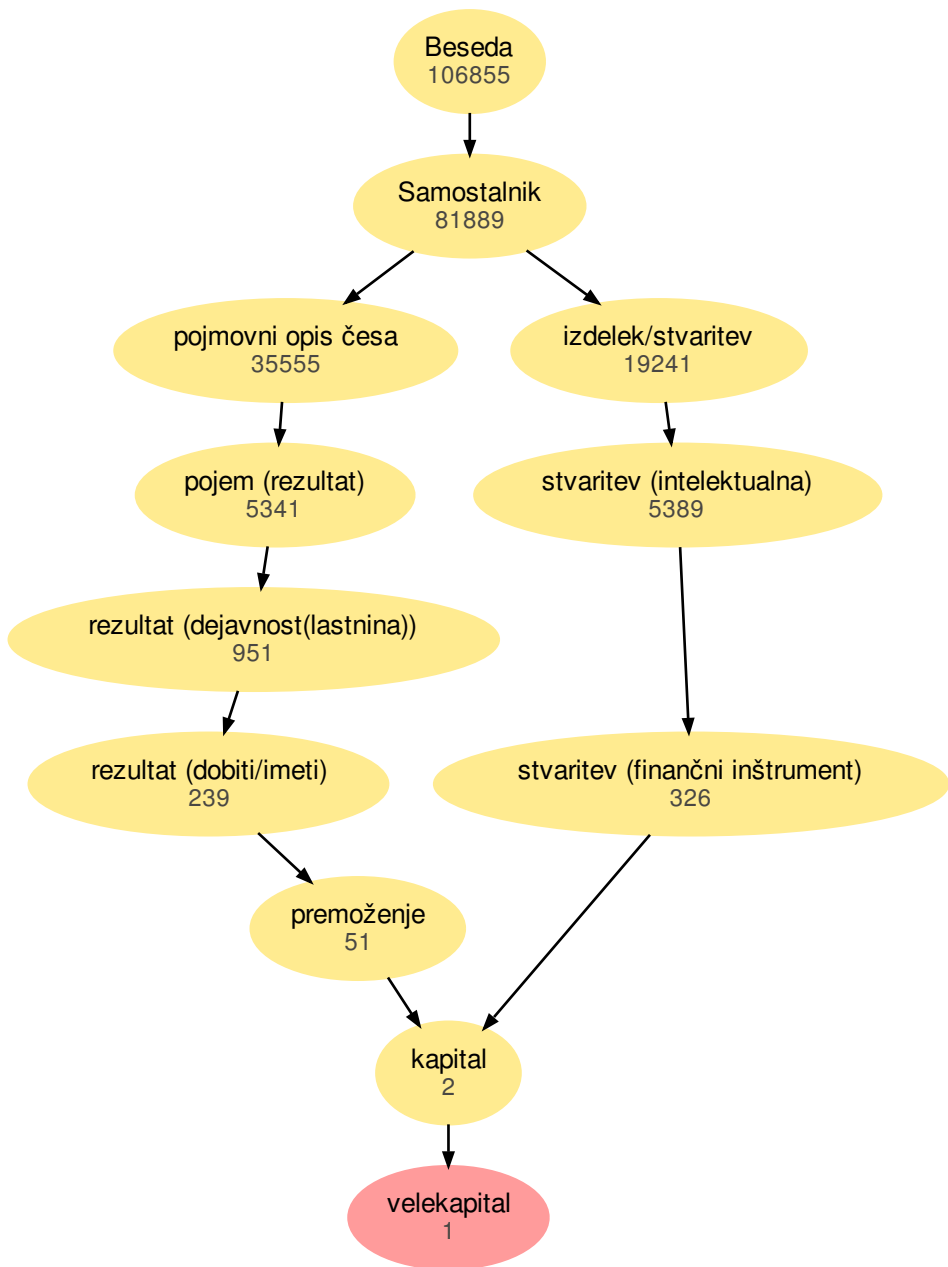 Beseda
106855
Samostalnik
81889
pojmovni opis česa
35555
izdelek/stvaritev
19241
pojem (rezultat)
5341
stvaritev (intelektualna)
5389
rezultat (dejavnost(lastnina))
951
rezultat (dobiti/imeti)
239
stvaritev (finančni inštrument)
326
premoženje
51
kapital
2
velekapital
1